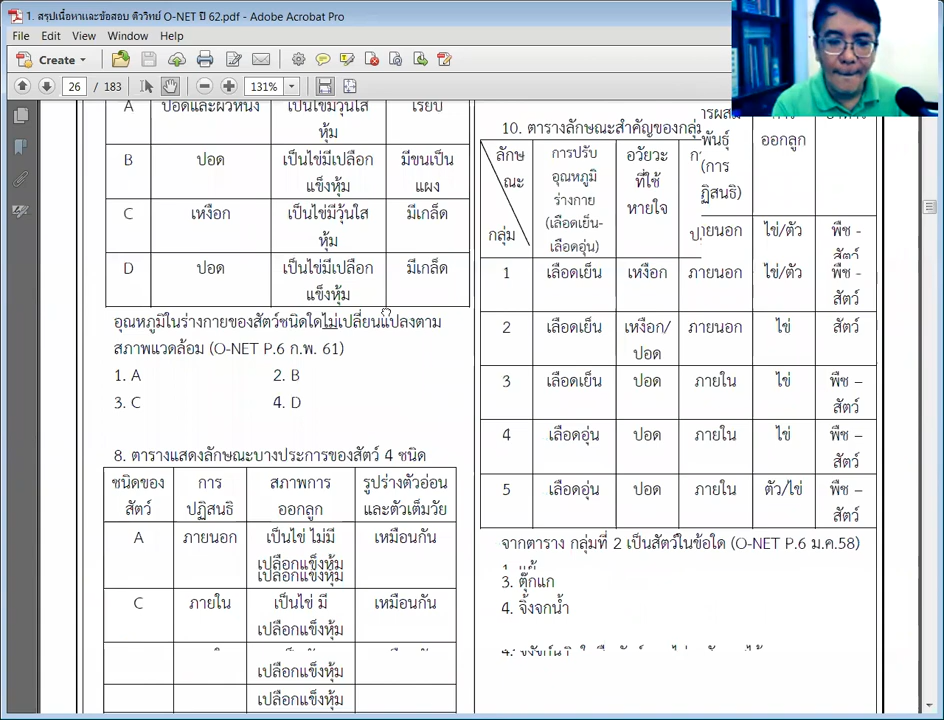 1. สรุปเนื้อหาและข้อสอบ ติววิทย์ O-NET ปี 62.pdf - Adobe Acrobat Pro
File Edit View Window Help
Create
26 / 183 131%
A ปอดและผิวหนัง เป็นไข่มีวุ้นใส เรียบ
หุ้ม
B ปอด เป็นไข่มีเปลือก มีขนเป็น
แข็งหุ้ม แผง
C เหงือก เป็นไข่มีวุ้นใส มีเกล็ด
หุ้ม
D ปอด เป็นไข่มีเปลือก มีเกล็ด
แข็งหุ้ม
อุณหภูมิในร่างกายของสัตว์ชนิดใดไม่เปลี่ยนแปลงตาม
สภาพแวดล้อม (O-NET P.6 ก.พ. 61)
1. A 2. B
3. C 4. D
8. ตารางแสดงลักษณะบางประการของสัตว์ 4 ชนิด
ชนิดของ การ สภาพการ รูปร่างตัวอ่อน
สัตว์ ปฏิสนธิ ออกลูก และตัวเต็มวัย
A ภายนอก เป็นไข่ ไม่มี เหมือนกัน
เปลือกแข็งหุ้ม
เปลือกแข็งหุ้ม
C ภายใน เป็นไข่ มี เหมือนกัน
เปลือกแข็งหุ้ม
เปลือกแข็งหุ้ม
เปลือกแข็งหุ้ม
10. ตารางลักษณะสำคัญของกลุ่ม
ลักษ การปรับ อวัยวะ
ณะ อุณหภูมิ ที่ใช้ พันธุ์ ออกลูก
ร่างกาย หายใจ (การ
(เลือดเย็น- ฏิสนธิ)
กลุ่ม เลือดอุ่น)
ยนอก ไข่/ตัว พืช -
สัตว์
1 เลือดเย็น เหงือก ภายนอก ไข่/ตัว พืช -
สัตว์
2 เลือดเย็น เหงือก/ ภายนอก ไข่ สัตว์
ปอด
3 เลือดเย็น ปอด ภายใน ไข่ พืช –
สัตว์
4 เลือดอุ่น ปอด ภายใน ไข่ พืช –
สัตว์
5 เลือดอุ่น ปอด ภายใน ตัว/ไข่ พืช –
สัตว์
จากตาราง กลุ่มที่ 2 เป็นสัตว์ในข้อใด (O-NET P.6 ม.ค.58)
3. ตุ๊กแก
4. จิ้งจกน้ำ